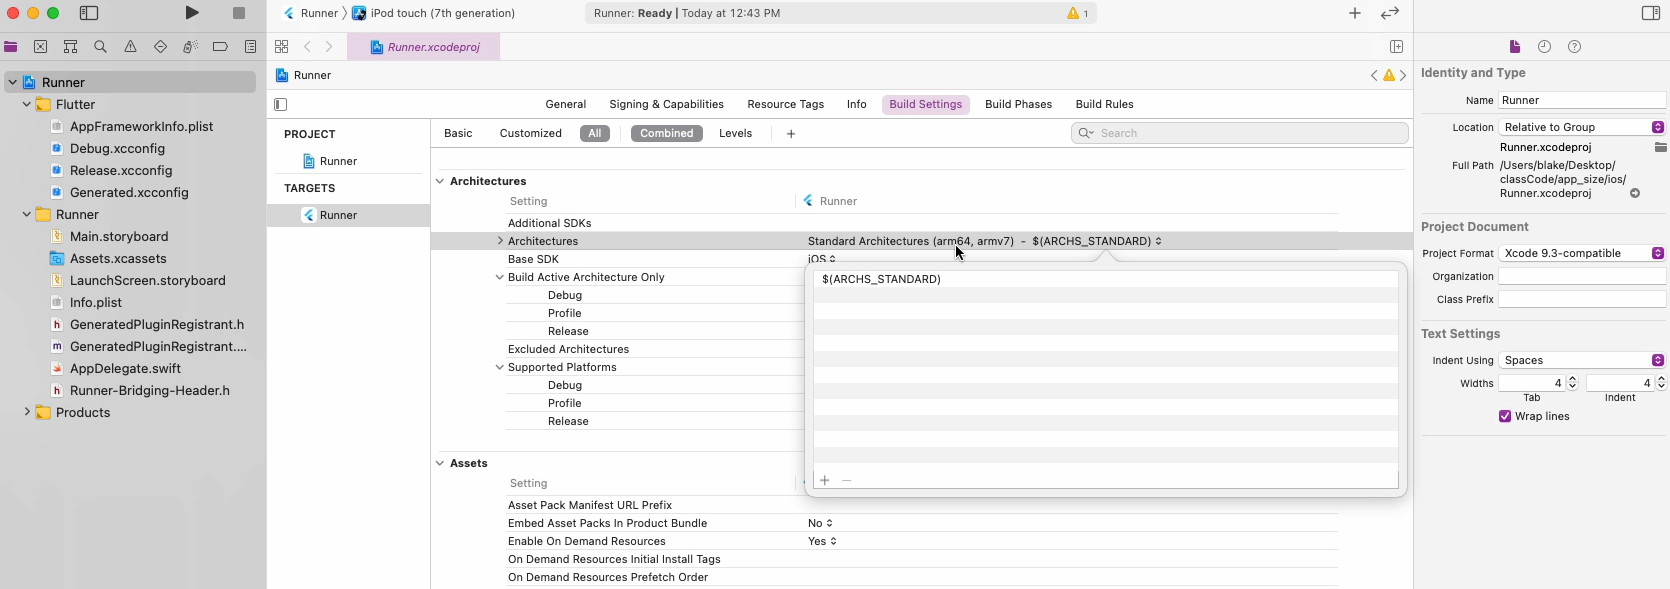 Runner
iPod touch (7th generation)
Runner: Ready | Today at 12:43 PM
1
Runner
Flutter
AppFrameworkInfo.plist
Debug.xcconfig
Release.xcconfig
Generated.xcconfig
Runner
Main.storyboard
Assets.xcassets
LaunchScreen.storyboard
Info.plist
GeneratedPluginRegistrant.h
GeneratedPluginRegistrant....
AppDelegate.swift
Runner-Bridging-Header.h
Products
Runner.xcodeproj
Runner
General Signing & Capabilities Resource Tags Info Build Settings Build Phases Build Rules
PROJECT
Runner
TARGETS
Runner
Basic Customized All Combined Levels + Search
Architectures
Setting Runner
Additional SDKs
Architectures Standard Architectures (arm64, armv7) - $(ARCHS_STANDARD)
Base SDK iOS
Build Active Architecture Only
Debug
Profile
Release
Excluded Architectures
Supported Platforms
Debug
Profile
Release
$(ARCHS_STANDARD)
+ −
Assets
Setting
Asset Pack Manifest URL Prefix
Embed Asset Packs In Product Bundle No
Enable On Demand Resources Yes
On Demand Resources Initial Install Tags
On Demand Resources Prefetch Order
Identity and Type
Name Runner
Location Relative to Group
Runner.xcodeproj
Full Path /Users/blake/Desktop/
classCode/app_size/ios/
Runner.xcodeproj
Project Document
Project Format Xcode 9.3-compatible
Organization
Class Prefix
Text Settings
Indent Using Spaces
Widths 4 4
Tab Indent
Wrap lines